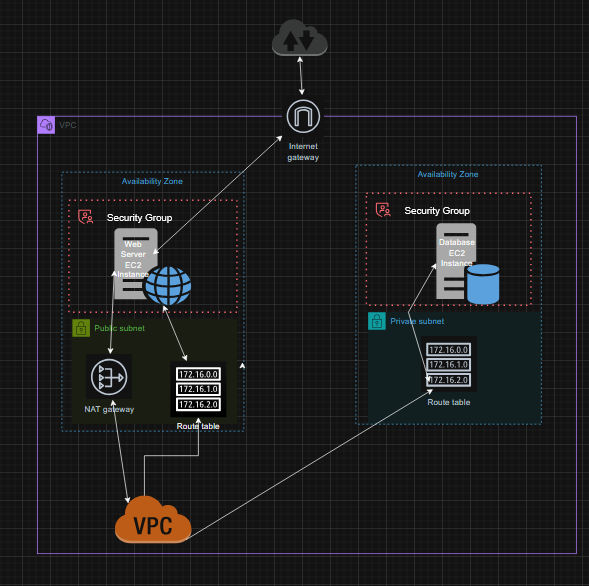 Internet
gateway
VPC
Availability Zone
Security Group
Web
Server
EC2
Instance
Public subnet
NAT gateway
172.16.0.0
172.16.1.0
172.16.2.0
Route table
Availability Zone
Security Group
Database
EC2
Instance
Private subnet
172.16.0.0
172.16.1.0
172.16.2.0
Route table
VPC